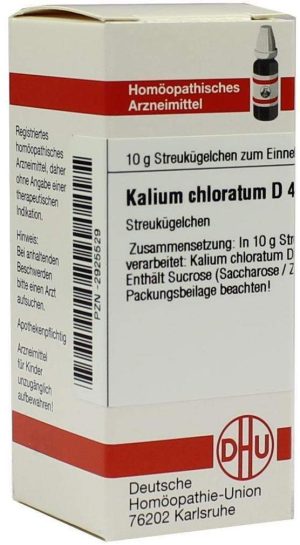 Homöopathisches
Arzneimittel
10 g Streukügelchen zum Einne
Kalium chloratum D 4
Streukügelchen
Zusammensetzung: In 10 g Str
verarbeitet: Kalium chloratum D
Enthält Sucrose (Saccharose / Z
Packungsbeilage beachten!
DHU
Deutsche
Homöopathie-Union
76202 Karlsruhe
Registriertes
homöopathisches
Arzneimittel, daher
ohne Angabe einer
therapeutischen
Indikation.
Hinweis:
Bei anhaltenden
Beschwerden
bitte einen Arzt
aufsuchen.
Apothekenpflichtig
Arzneimittel
für Kinder
unzugänglich
aufbewahren!
PZN -2925529